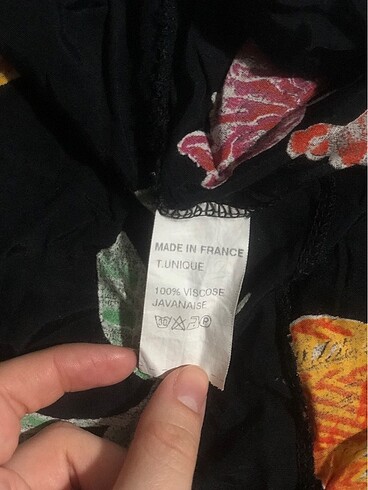 MADE IN FRANCE
T.UNIQUE
100% VISCOSE
JAVANAISE